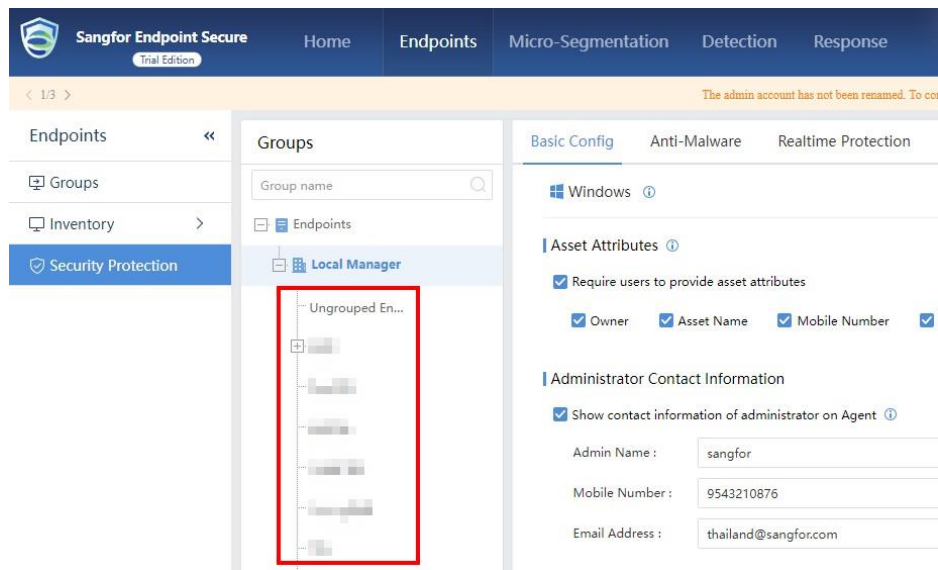 Sangfor Endpoint Secure
Trial Edition
Home
Endpoints
Micro-Segmentation
Detection
Response
< 1/3 >
The admin account has not been renamed. To
Endpoints
«
Groups
Inventory
>
Security Protection
Groups
Group name
Endpoints
Local Manager
Ungrouped En...
Basic Config
Anti-Malware
Realtime Protection
Windows
Asset Attributes
Require users to provide asset attributes
Owner
Asset Name
Mobile Number
Administrator Contact Information
Show contact information of administrator on Agent
Admin Name :
sangfor
Mobile Number :
9543210876
Email Address :
thailand@sangfor.com